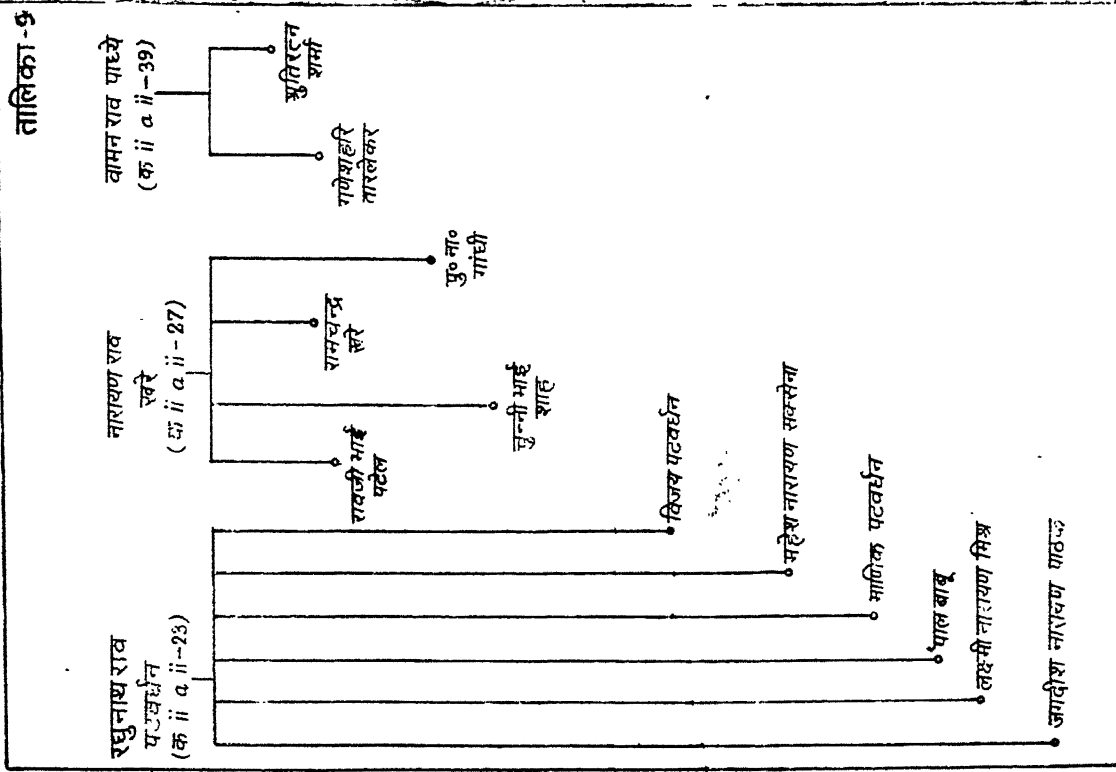 तालिका-९
रघुनाथ राव
पटवर्धन
(क ii a ii-23)
जगदीश नारायण पाठक
लक्ष्मी नारायण मिश्र
पाल बाबू
माणिक पटवर्धन
महेश नारायण सक्सेना
विजय पटवर्धन
नारायण राव
खरे
(क ii a ii-27)
रावजी भाई
पटेल
चुन्नी भाई
शाह
रामचन्द्र
खरे
पु० ना०
गांधी
वामन राव पाध्ये
(क ii a ii-39)
गणेशहरि
तारलेकर
श्रुतिरत्न
शर्मा